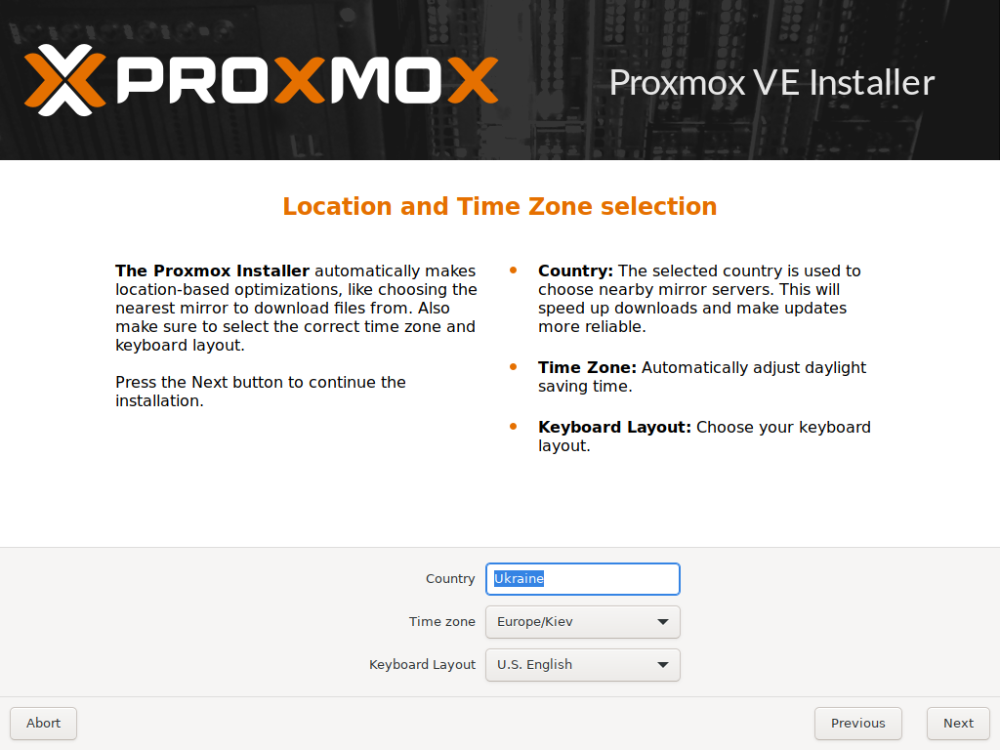 PROXMOX
Proxmox VE Installer
Location and Time Zone selection
The Proxmox Installer automatically makes
location-based optimizations, like choosing the
nearest mirror to download files from. Also
make sure to select the correct time zone and
keyboard layout.
Press the Next button to continue the
installation.
Country: The selected country is used to
choose nearby mirror servers. This will
speed up downloads and make updates
more reliable.
Time Zone: Automatically adjust daylight
saving time.
Keyboard Layout: Choose your keyboard
layout.
Country Ukraine
Time zone Europe/Kiev
Keyboard Layout U.S. English
Abort Previous Next